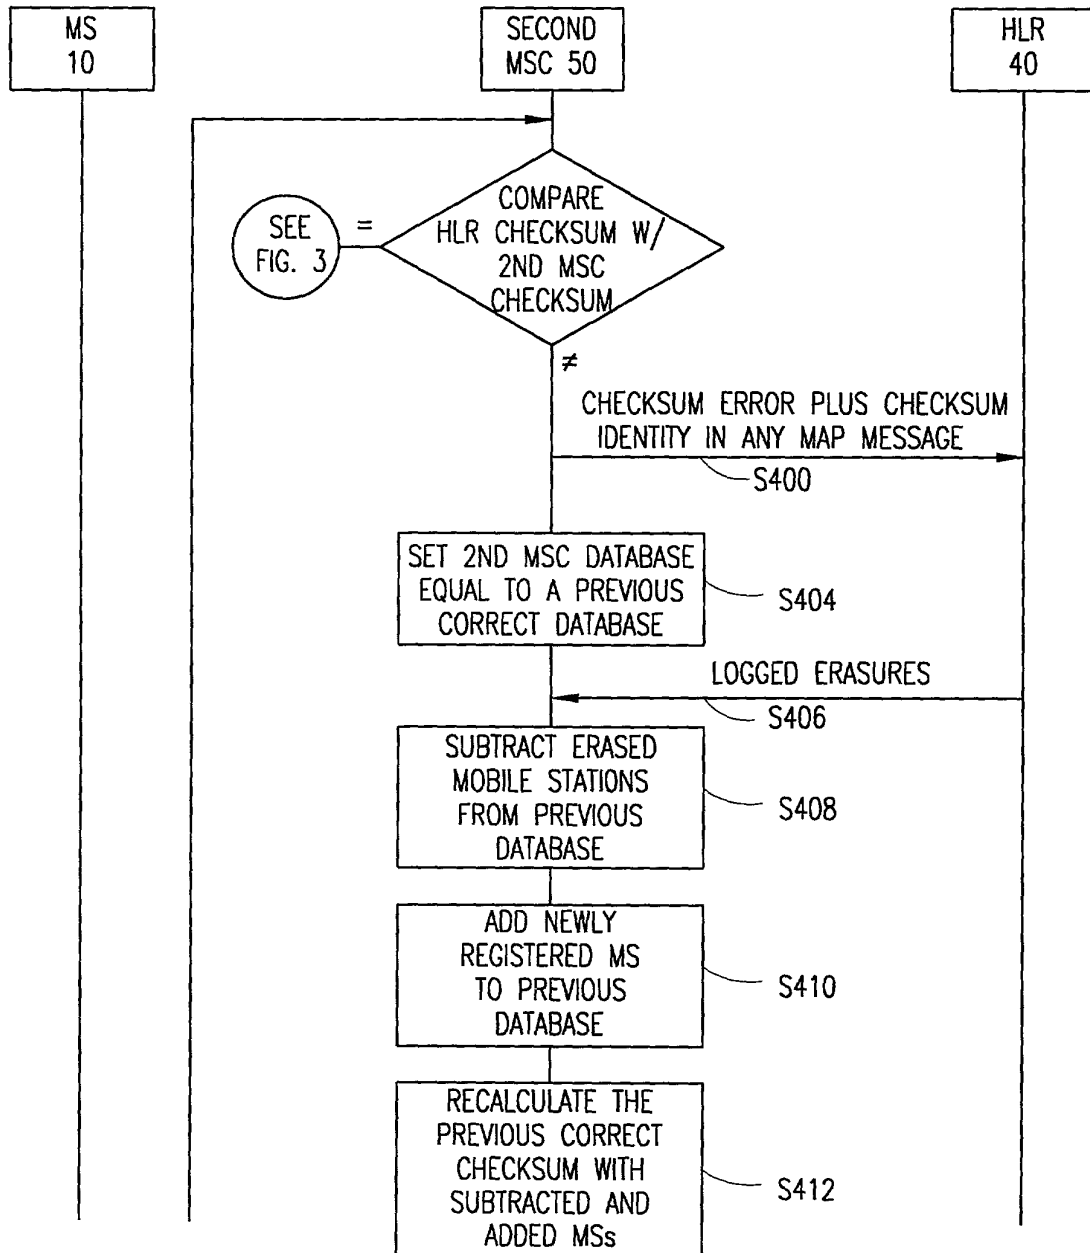 MS
10
SECOND
MSC 50
HLR
40
COMPARE
HLR CHECKSUM W/
2ND MSC
CHECKSUM
SEE
FIG. 3
=
≠
CHECKSUM ERROR PLUS CHECKSUM
IDENTITY IN ANY MAP MESSAGE
S400
SET 2ND MSC DATABASE
EQUAL TO A PREVIOUS
CORRECT DATABASE
S404
LOGGED ERASURES
S406
SUBTRACT ERASED
MOBILE STATIONS
FROM PREVIOUS
DATABASE
S408
ADD NEWLY
REGISTERED MS
TO PREVIOUS
DATABASE
S410
RECALCULATE THE
PREVIOUS CORRECT
CHECKSUM WITH
SUBTRACTED AND
ADDED MSs
S412